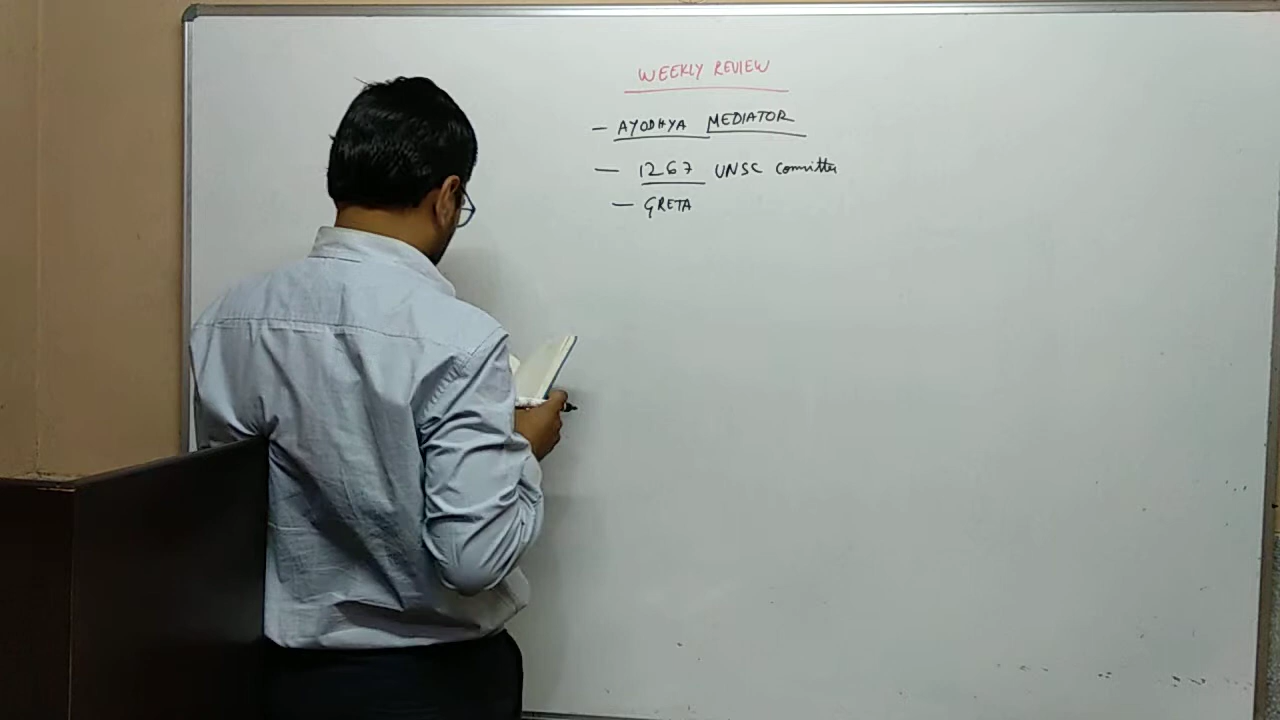 WEEKLY REVIEW
— AYODHYA MEDIATOR
— 1267 UNSC Committee
— GRETA